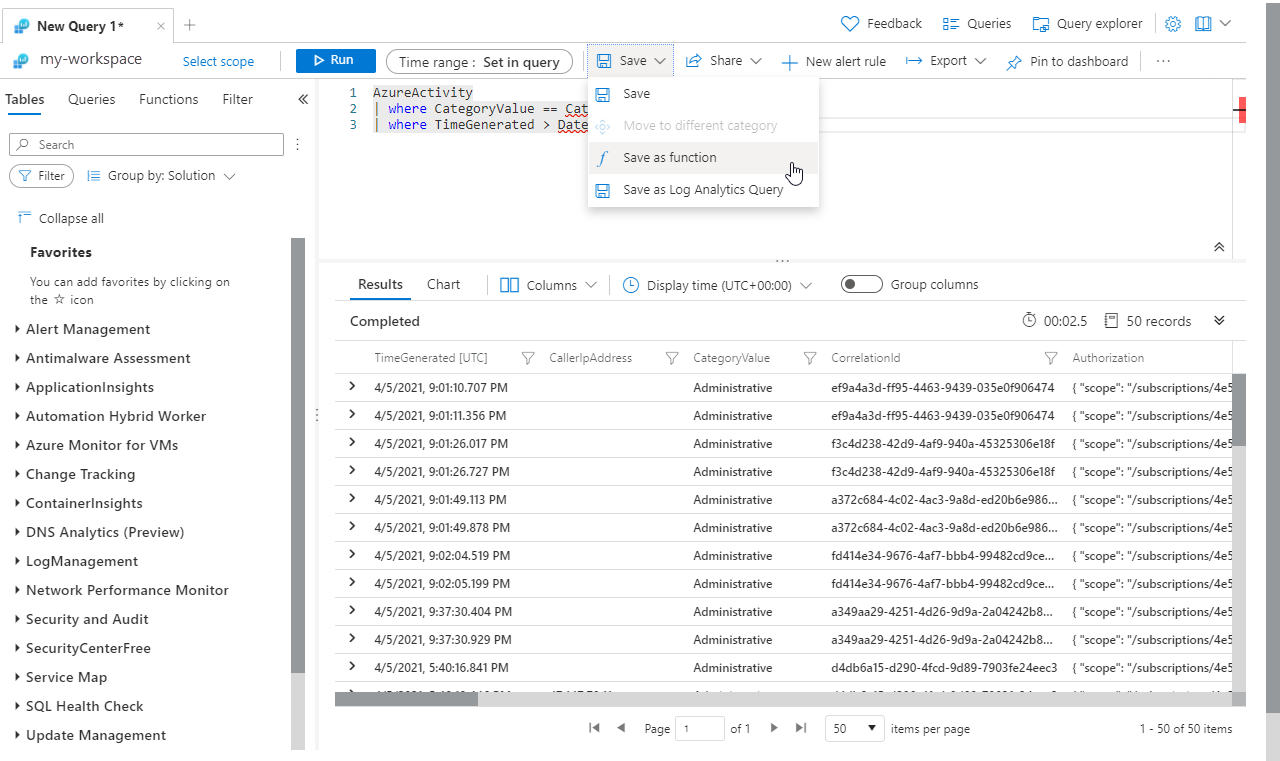 New Query 1*
Feedback Queries Query explorer
my-workspace Select scope Run Time range : Set in query Save Share New alert rule Export Pin to dashboard ...
Tables Queries Functions Filter
Search
Filter Group by: Solution
Collapse all
Favorites
You can add favorites by clicking on
the ☆ icon
Alert Management
Antimalware Assessment
ApplicationInsights
Automation Hybrid Worker
Azure Monitor for VMs
Change Tracking
ContainerInsights
DNS Analytics (Preview)
LogManagement
Network Performance Monitor
Security and Audit
SecurityCenterFree
Service Map
SQL Health Check
Update Management
1 AzureActivity
2 | where CategoryValue == Cat
3 | where TimeGenerated > Date
Save
Move to different category
Save as function
Save as Log Analytics Query
Results Chart Columns Display time (UTC+00:00) Group columns
Completed 00:02.5 50 records
TimeGenerated [UTC] CallerIpAddress CategoryValue CorrelationId Authorization
4/5/2021, 9:01:10.707 PM Administrative ef9a4a3d-ff95-4463-9439-035e0f906474 { "scope": "/subscriptions/4e5
4/5/2021, 9:01:11.356 PM Administrative ef9a4a3d-ff95-4463-9439-035e0f906474 { "scope": "/subscriptions/4e5
4/5/2021, 9:01:26.017 PM Administrative f3c4d238-42d9-4af9-940a-45325306e18f { "scope": "/subscriptions/4e5
4/5/2021, 9:01:26.727 PM Administrative f3c4d238-42d9-4af9-940a-45325306e18f { "scope": "/subscriptions/4e5
4/5/2021, 9:01:49.113 PM Administrative a372c684-4c02-4ac3-9a8d-ed20b6e986... { "scope": "/subscriptions/4e5
4/5/2021, 9:01:49.878 PM Administrative a372c684-4c02-4ac3-9a8d-ed20b6e986... { "scope": "/subscriptions/4e5
4/5/2021, 9:02:04.519 PM Administrative fd414e34-9676-4af7-bbb4-99482cd9ce... { "scope": "/subscriptions/4e5
4/5/2021, 9:02:05.199 PM Administrative fd414e34-9676-4af7-bbb4-99482cd9ce... { "scope": "/subscriptions/4e5
4/5/2021, 9:37:30.404 PM Administrative a349aa29-4251-4d26-9d9a-2a04242b8... { "scope": "/subscriptions/4e5
4/5/2021, 9:37:30.929 PM Administrative a349aa29-4251-4d26-9d9a-2a04242b8... { "scope": "/subscriptions/4e5
4/5/2021, 5:40:16.841 PM Administrative d4db6a15-d290-4fcd-9d89-7903fe24eec3 { "scope": "/subscriptions/4e5
Page 1 of 1 50 items per page 1 - 50 of 50 items